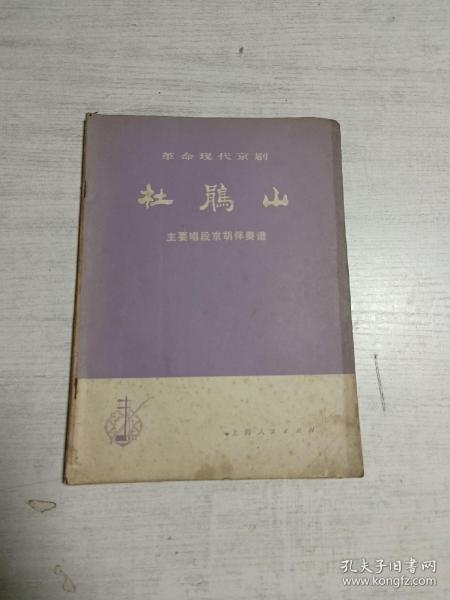 革命现代京剧
杜鹃山
主要唱段京胡伴奏谱
上海人民出版社
孔夫子旧书网
www.kongfz.com